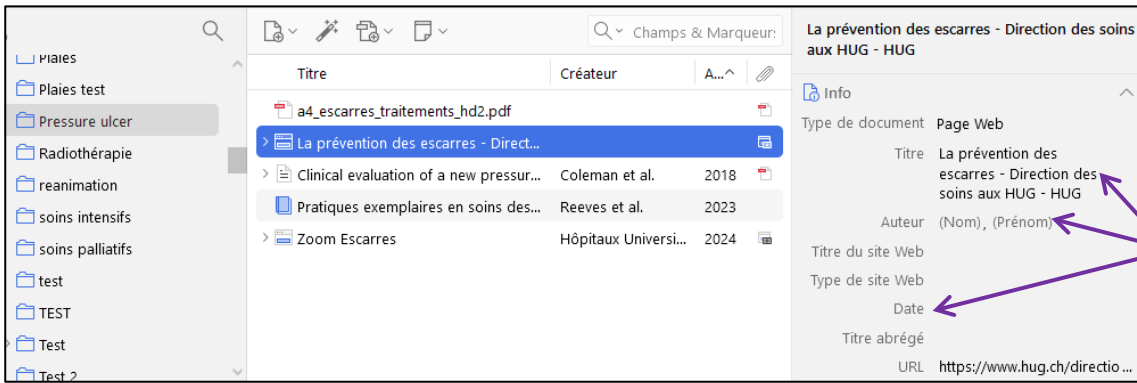 Plaies
Plaies test
Pressure ulcer
Radiothérapie
reanimation
soins intensifs
soins palliatifs
test
TEST
Test
Test 2
Champs & Marqueur:
Titre Créateur A...
a4_escarres_traitements_hd2.pdf
La prévention des escarres - Direct...
Clinical evaluation of a new pressur... Coleman et al. 2018
Pratiques exemplaires en soins des... Reeves et al. 2023
Zoom Escarres Hôpitaux Universi... 2024
La prévention des escarres - Direction des soins
aux HUG - HUG
Info
Type de document Page Web
Titre La prévention des
escarres - Direction des
soins aux HUG - HUG
Auteur (Nom), (Prénom)
Titre du site Web
Type de site Web
Date
Titre abrégé
URL https://www.hug.ch/directio...